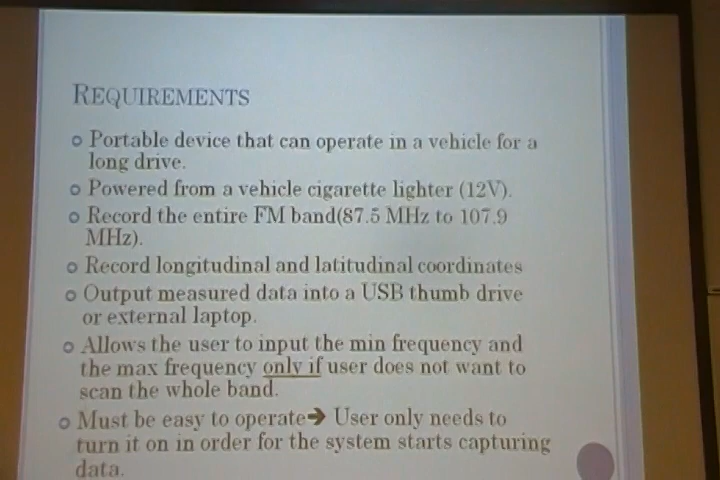 REQUIREMENTS
Portable device that can operate in a vehicle for a
long drive.
Powered from a vehicle cigarette lighter (12V).
Record the entire FM band(87.5 MHz to 107.9
MHz).
Record longitudinal and latitudinal coordinates
Output measured data into a USB thumb drive
or external laptop.
Allows the user to input the min frequency and
the max frequency only if user does not want to
scan the whole band.
Must be easy to operate➔ User only needs to
turn it on in order for the system starts capturing
data.